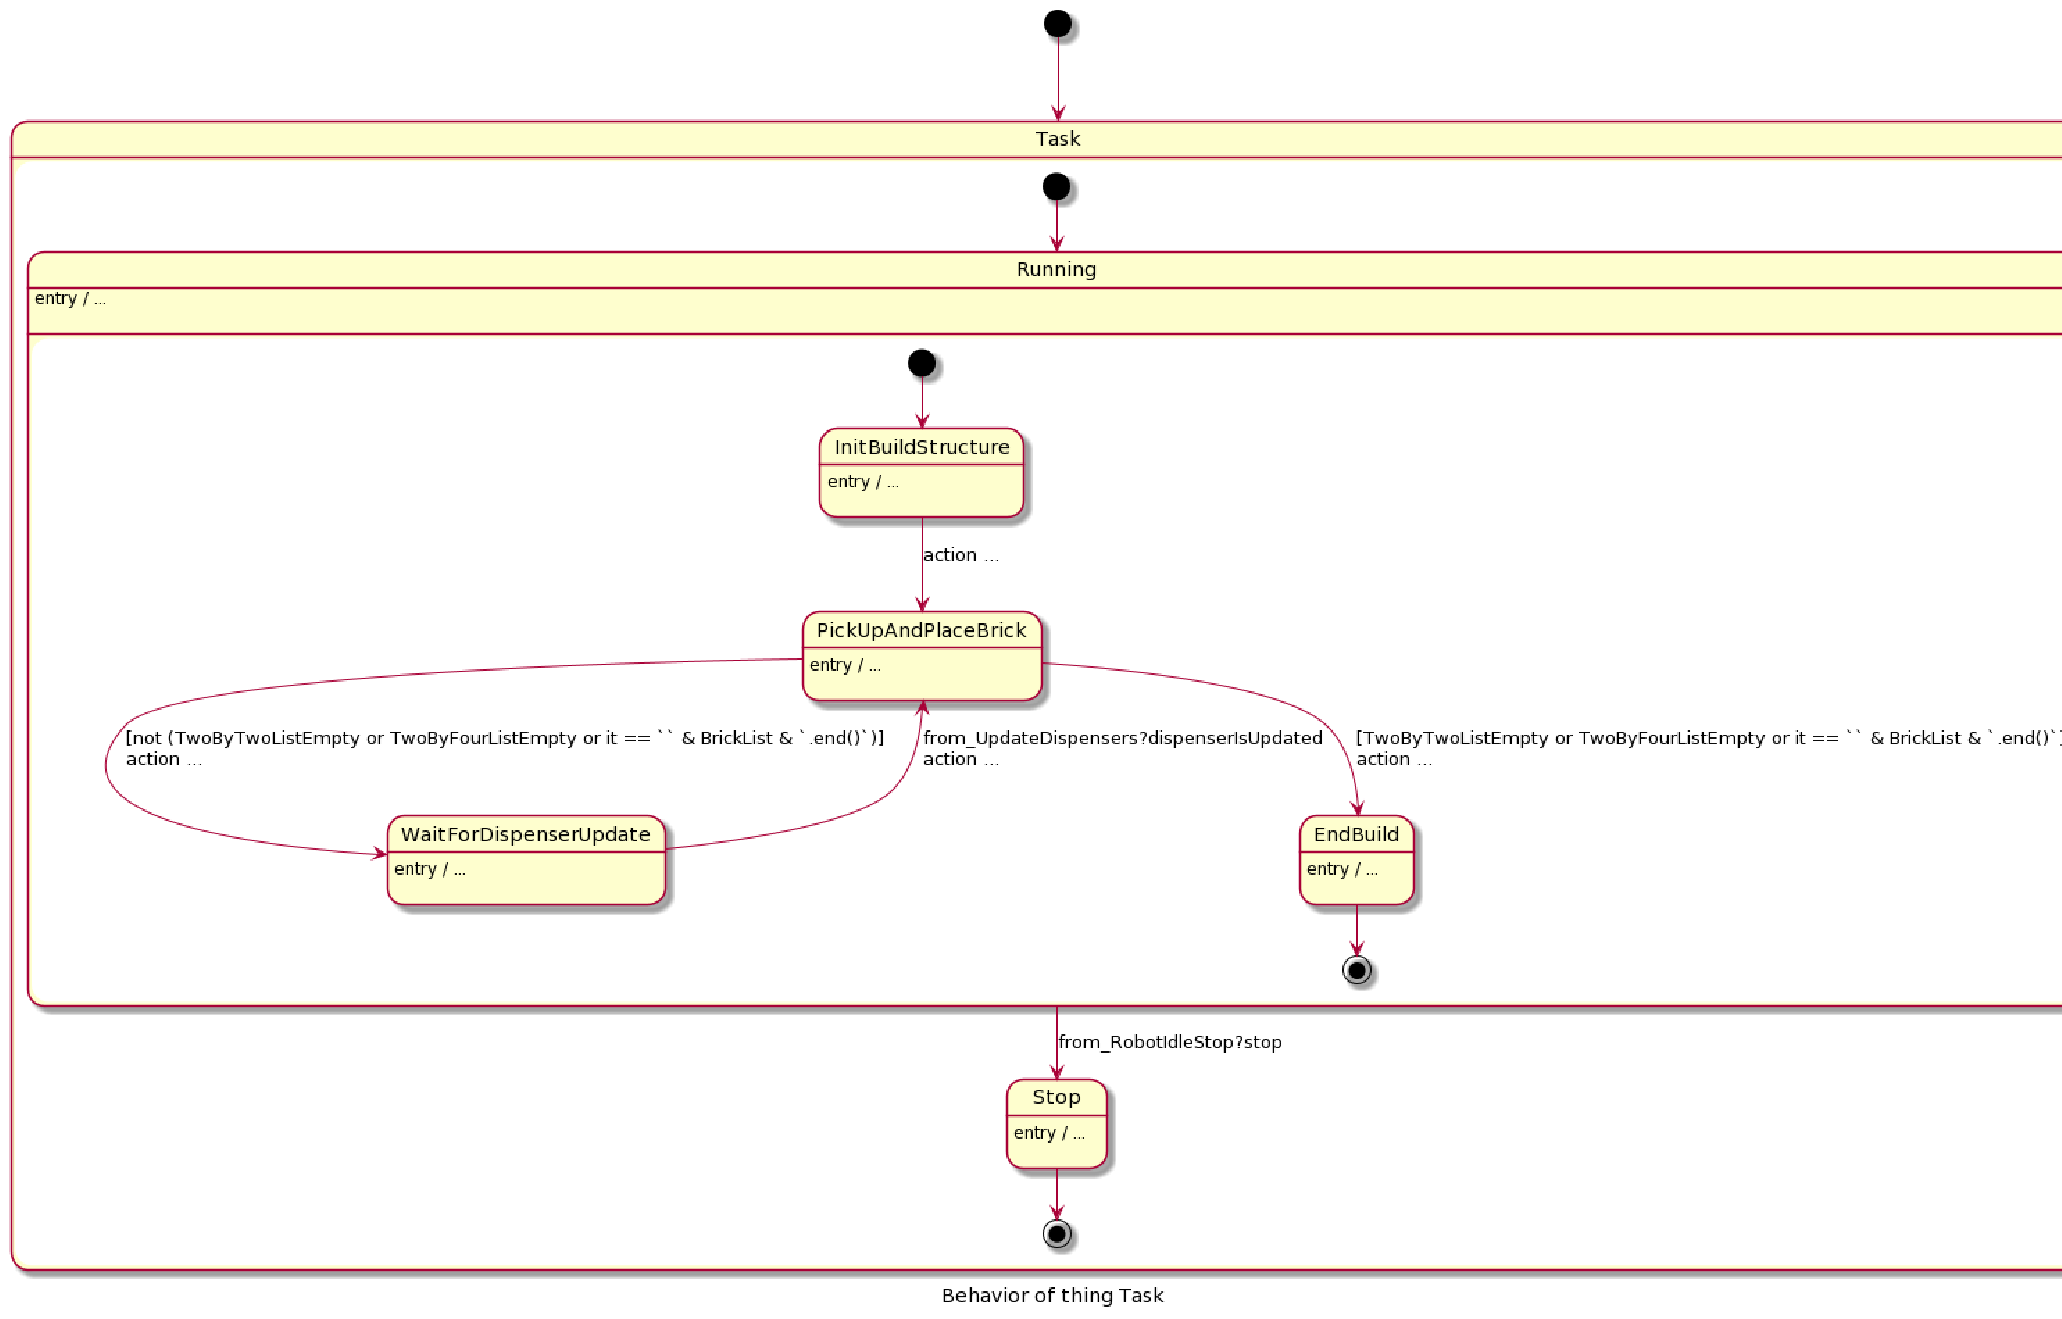 Task
Running
entry / ...
InitBuildStructure
entry / ...
action ...
PickUpAndPlaceBrick
entry / ...
[not (TwoByTwoListEmpty or TwoByFourListEmpty or it == `` & BrickList & `.end()`)]
action ...
from_UpdateDispensers?dispenserIsUpdated
action ...
[TwoByTwoListEmpty or TwoByFourListEmpty or it == `` & BrickList & `.end()`]
action ...
WaitForDispenserUpdate
entry / ...
EndBuild
entry / ...
from_RobotIdleStop?stop
Stop
entry / ...
Behavior of thing Task